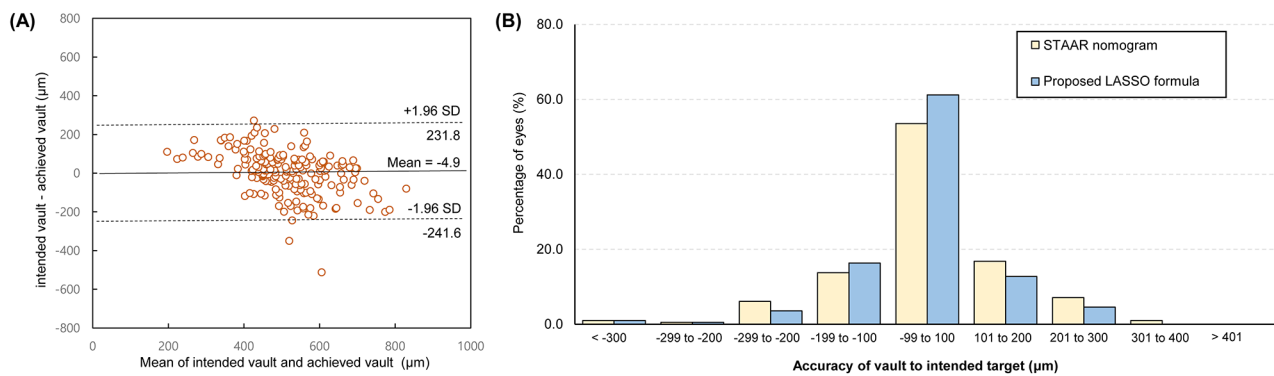 (A)
800
600
400
200
0
-200
-400
-600
-800
intended vault - achieved vault (μm)
+1.96 SD
231.8
Mean = -4.9
-1.96 SD
-241.6
0
200
400
600
800
1000
Mean of intended vault and achieved vault (μm)
(B)
80.0
60.0
40.0
20.0
0.0
Percentage of eyes (%)
STAAR nomogram
Proposed LASSO formula
< -300
-299 to -200
-299 to -200
-199 to -100
-99 to 100
101 to 200
201 to 300
301 to 400
> 401
Accuracy of vault to intended target (μm)